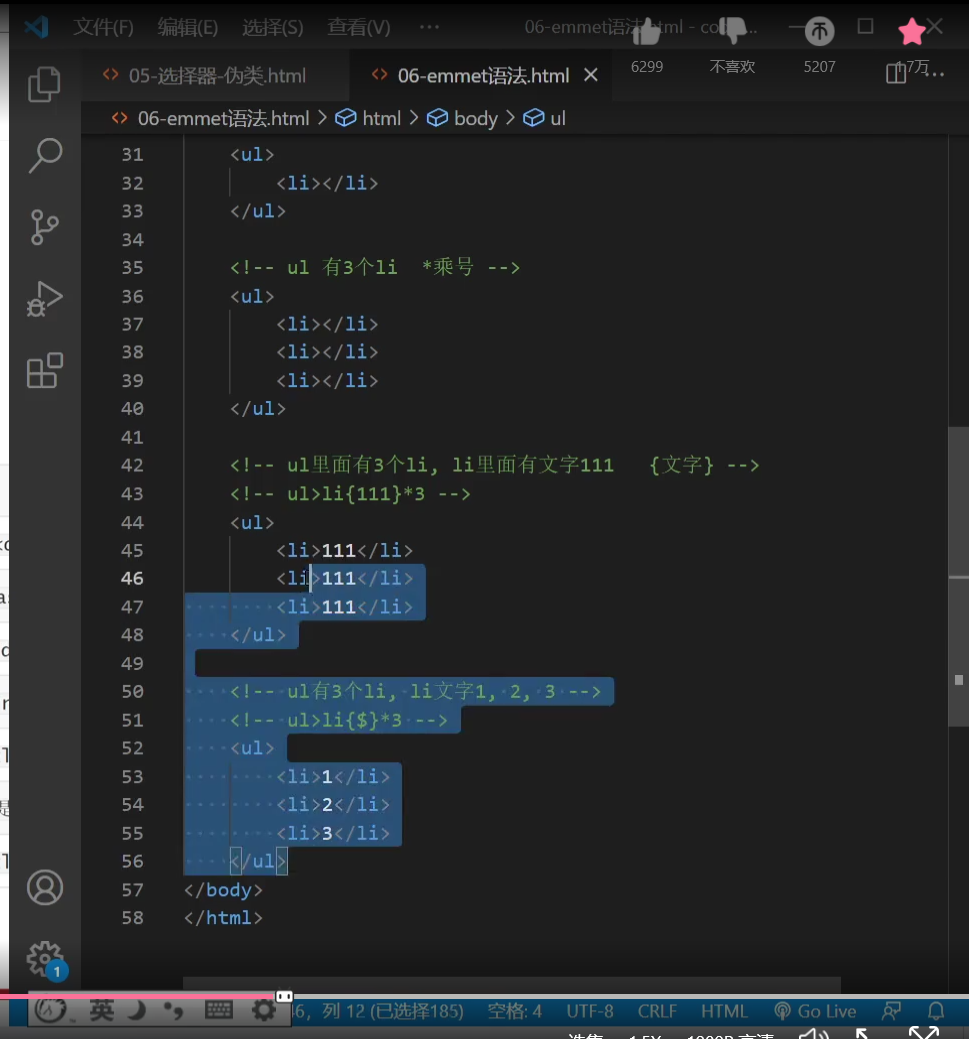 文件(F) 编辑(E) 选择(S) 查看(V) ··· 06-emmet语法.html - co...
6299 不喜欢 5207 1.7万
05-选择器-伪类.html 06-emmet语法.html
06-emmet语法.html > html > body > ul
31 <ul>
32 <li></li>
33 </ul>
34
35 <!-- ul 有3个li *乘号 -->
36 <ul>
37 <li></li>
38 <li></li>
39 <li></li>
40 </ul>
41
42 <!-- ul里面有3个li, li里面有文字111 {文字} -->
43 <!-- ul>li{111}*3 -->
44 <ul>
45 <li>111</li>
46 <li>111</li>
47 <li>111</li>
48 </ul>
49
50 <!-- ul有3个li, li文字1, 2, 3 -->
51 <!-- ul>li{$}*3 -->
52 <ul>
53 <li>1</li>
54 <li>2</li>
55 <li>3</li>
56 </ul>
57 </body>
58 </html>
1
英 6, 列 12 (已选择185) 空格: 4 UTF-8 CRLF HTML Go Live